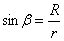 sin β = R/r